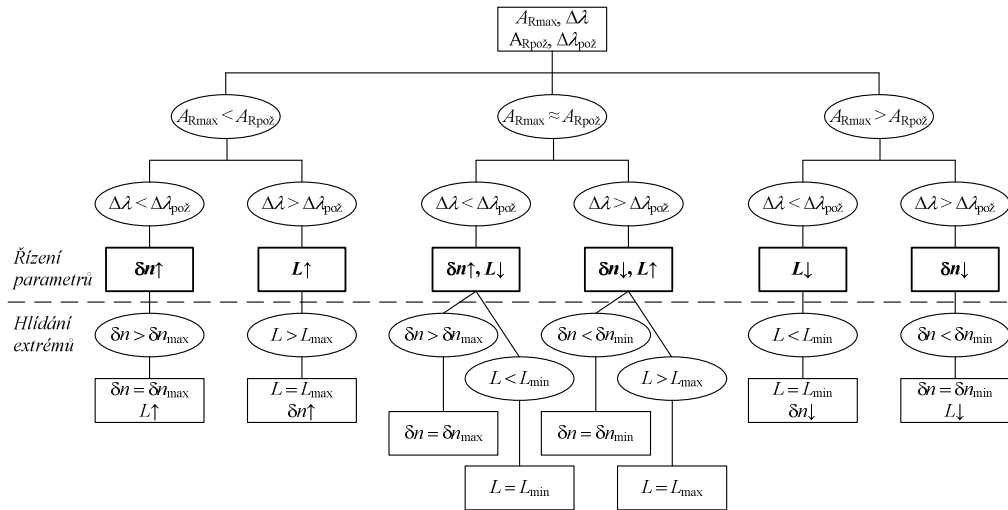 A_Rmax, Δλ
A_Rpož, Δλ_pož
A_Rmax < A_Rpož
A_Rmax ≈ A_Rpož
A_Rmax > A_Rpož
Δλ < Δλ_pož
Δλ > Δλ_pož
Δλ < Δλ_pož
Δλ > Δλ_pož
Δλ < Δλ_pož
Δλ > Δλ_pož
Řízení
parametrů
δn↑
L↑
δn↑, L↓
δn↓, L↑
L↓
δn↓
Hlídání
extrémů
δn > δn_max
L > L_max
δn > δn_max
δn < δn_min
L < L_min
δn < δn_min
L < L_min
L > L_max
δn = δn_max
L↑
L = L_max
δn↑
L = L_min
δn↓
δn = δn_min
L↓
δn = δn_max
δn = δn_min
L = L_min
L = L_max